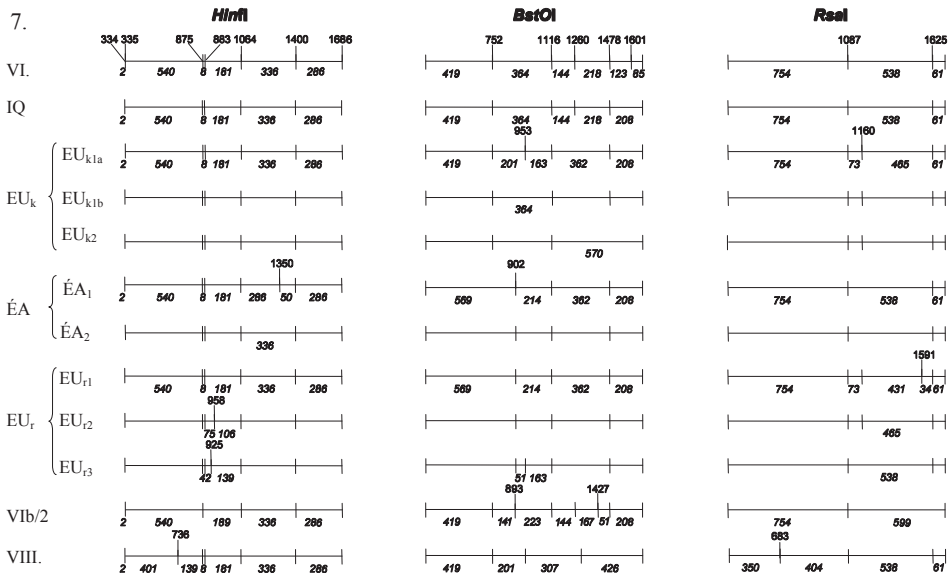 7. HinfI BstOI RsaI
334 335 875 883 1064 1400 1686 752 1116 1260 1478 1601 1087 1625
VI.
2 540 8 181 336 286 419 364 144 218 123 85 754 538 61
IQ
2 540 8 181 336 286 419 364 144 218 208 754 538 61
953 1160
EUk1a
2 540 8 181 336 286 419 201 163 362 208 754 73 465 61
EUk EUk1b
364
EUk2
570
1350 902
ÉA1
2 540 8 181 286 50 286 569 214 362 208 754 538 61
ÉA
ÉA2
336
1591
EUr1
540 8 181 336 286 569 214 362 208 754 73 431 34 61
958
EUr EUr2
75 106 465
925
EUr3
42 139 51 163 538
893 1427
VIb/2
2 540 189 336 286 419 141 223 144 167 51 208 754 599
736 683
VIII.
2 401 139 8 181 336 286 419 201 307 426 350 404 538 61